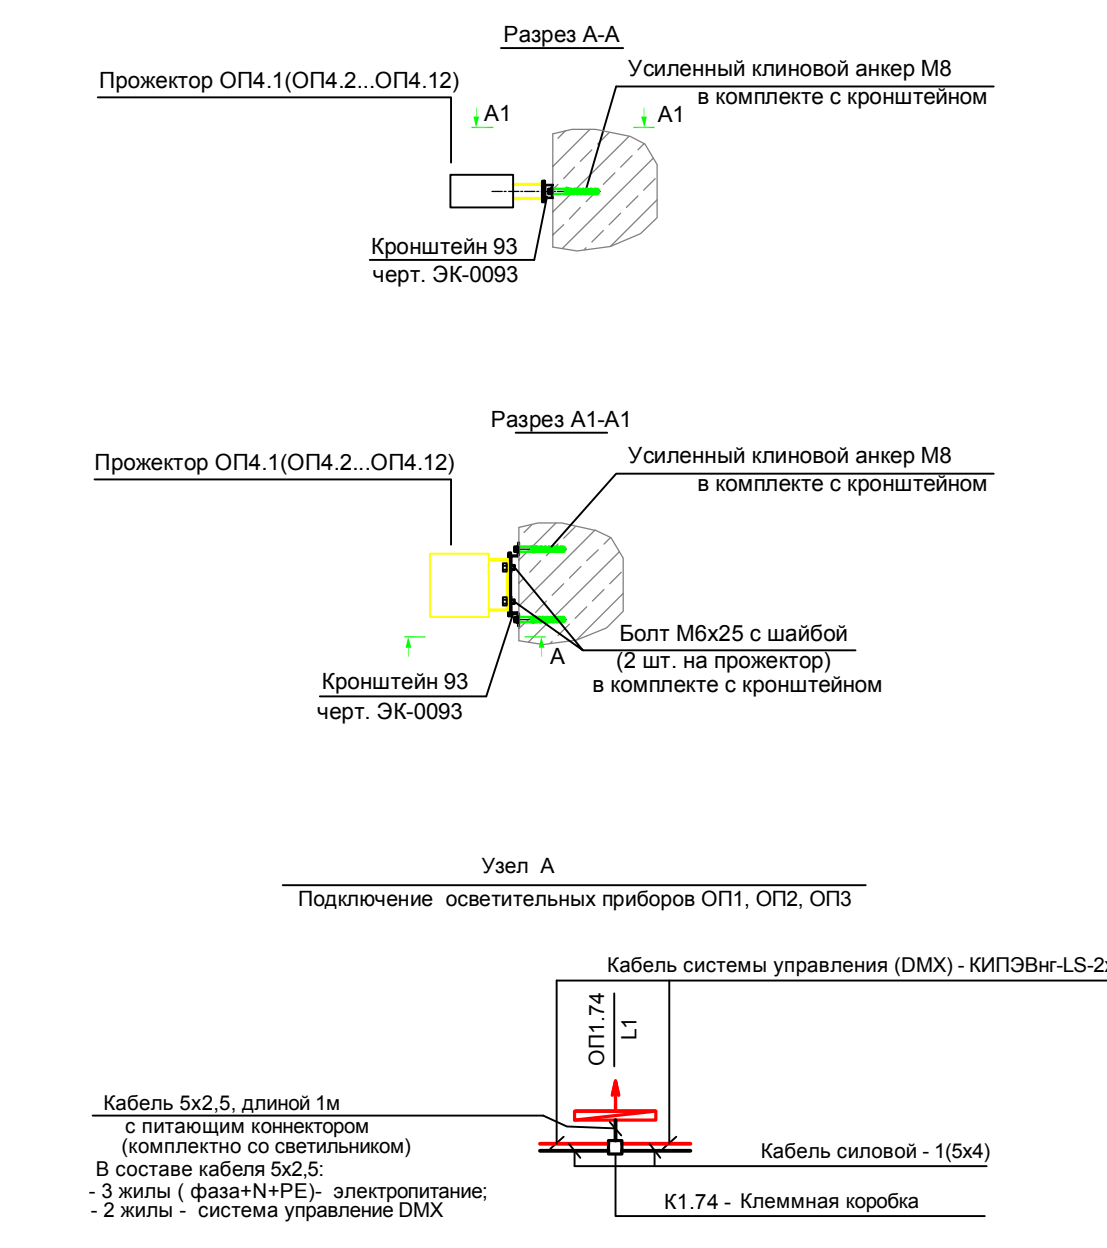 Разрез А-А
Прожектор ОП4.1(ОП4.2...ОП4.12)
Усиленный клиновой анкер М8
в комплекте с кронштейном
А1
А1
Кронштейн 93
черт. ЭК-0093
Разрез А1-А1
Прожектор ОП4.1(ОП4.2...ОП4.12)
Усиленный клиновой анкер М8
в комплекте с кронштейном
Болт М6х25 с шайбой
(2 шт. на прожектор)
в комплекте с кронштейном
А
Кронштейн 93
черт. ЭК-0093
Узел А
Подключение осветительных приборов ОП1, ОП2, ОП3
Кабель системы управления (DMX) - КИПЭВнг-LS-2х
ОП1.74
L1
Кабель 5х2,5, длиной 1м
с питающим коннектором
(комплектно со светильником)
В составе кабеля 5х2,5:
- 3 жилы ( фаза+N+PE)- электропитание;
- 2 жилы - система управление DMX
Кабель силовой - 1(5х4)
К1.74 - Клеммная коробка